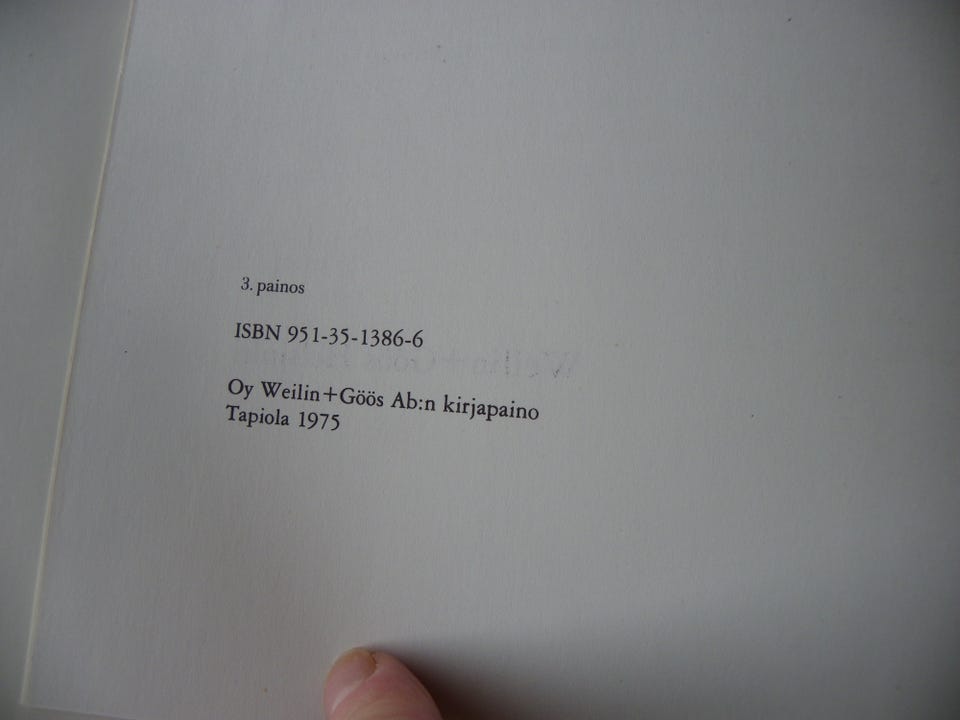 3. painos
ISBN 951-35-1386-6
Oy Weilin+Göös Ab:n kirjapaino
Tapiola 1975